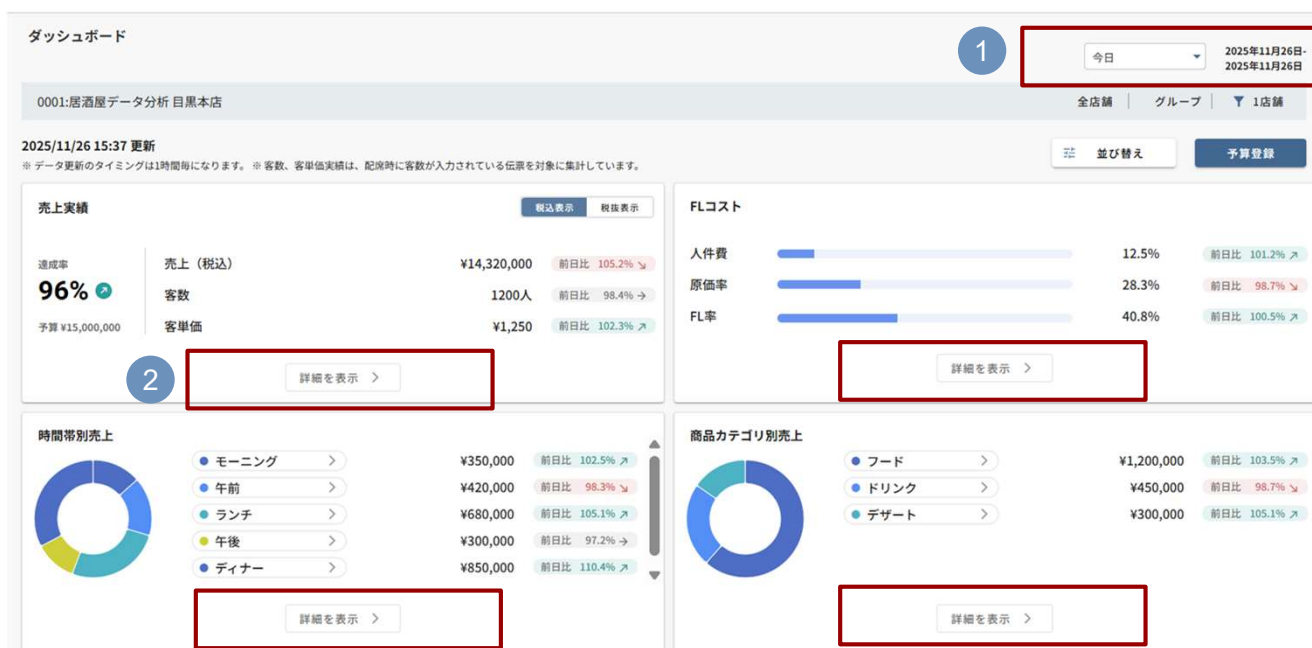 ダッシュボード
1
今日
2025年11月26日-
2025年11月26日
0001:居酒屋データ分析 目黒本店
全店舗
グループ
1店舗
2025/11/26 15:37 更新
※ データ更新のタイミングは1時間毎になります。 ※ 客数、客単価実績は、配席時に客数が入力されている伝票を対象に集計しています。
並び替え
予算登録
売上実績
税込表示
税抜表示
達成率
96%
予算 ¥15,000,000
売上（税込） ¥14,320,000 前日比 105.2% ↘
客数 1200人 前日比 98.4% →
客単価 ¥1,250 前日比 102.3% ↗
2
詳細を表示 >
FLコスト
人件費 12.5% 前日比 101.2% ↗
原価率 28.3% 前日比 98.7% ↘
FL率 40.8% 前日比 100.5% ↗
詳細を表示 >
時間帯別売上
モーニング > ¥350,000 前日比 102.5% ↗
午前 > ¥420,000 前日比 98.3% ↘
ランチ > ¥680,000 前日比 105.1% ↗
午後 > ¥300,000 前日比 97.2% →
ディナー > ¥850,000 前日比 110.4% ↗
詳細を表示 >
商品カテゴリ別売上
フード > ¥1,200,000 前日比 103.5% ↗
ドリンク > ¥450,000 前日比 98.7% ↘
デザート > ¥300,000 前日比 105.1% ↗
詳細を表示 >